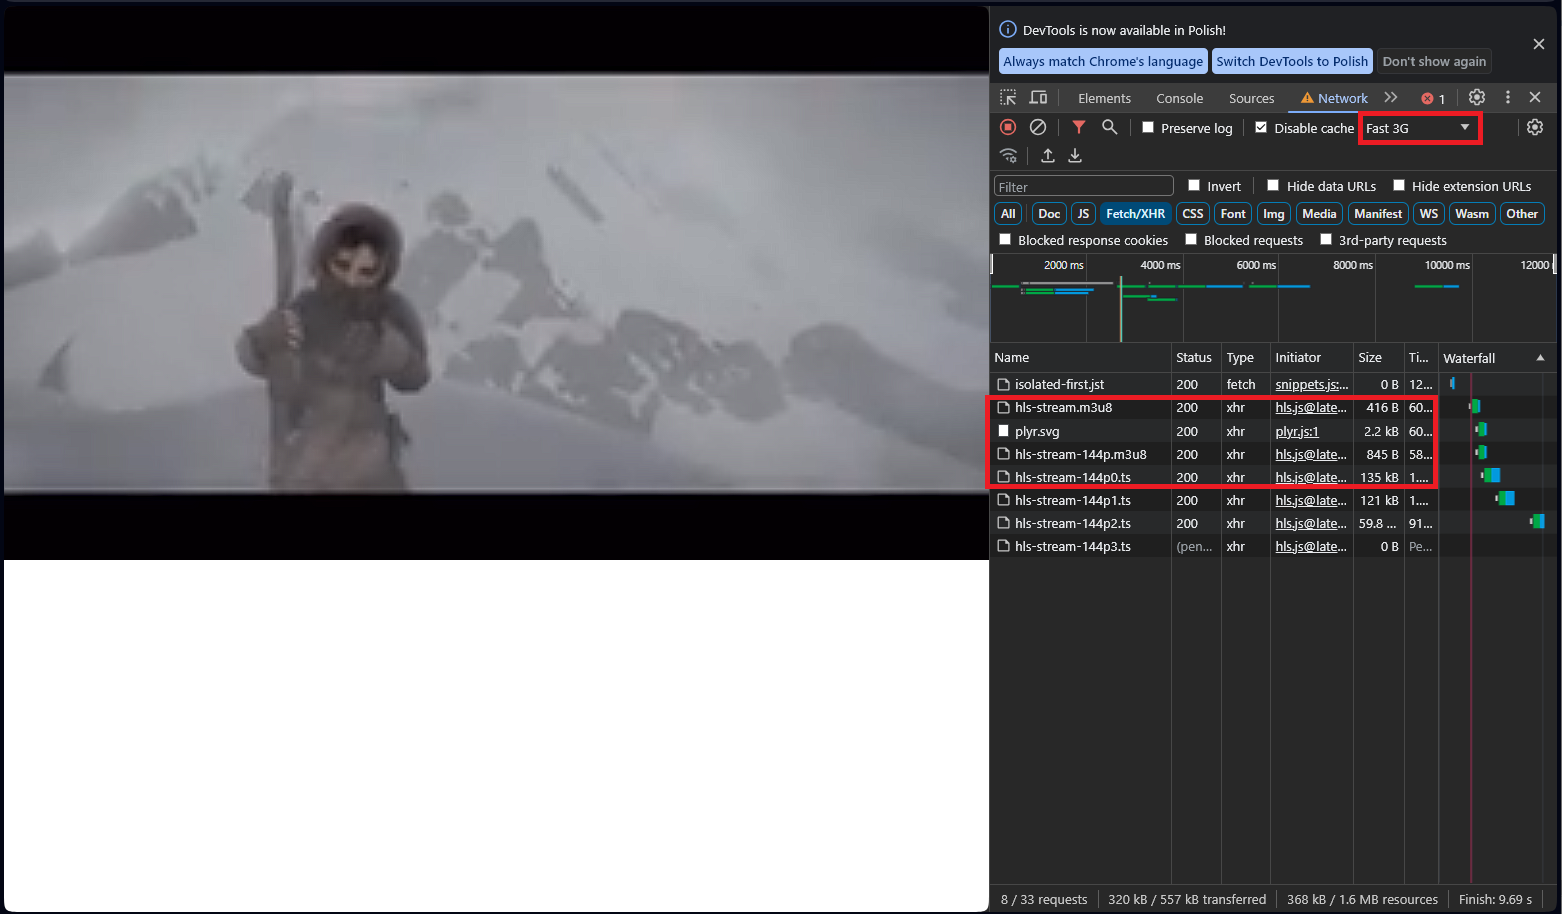 DevTools is now available in Polish!
Always match Chrome's language Switch DevTools to Polish Don't show again
Elements Console Sources Network 1
Preserve log Disable cache Fast 3G
Filter Invert Hide data URLs Hide extension URLs
All Doc JS Fetch/XHR CSS Font Img Media Manifest WS Wasm Other
Blocked response cookies Blocked requests 3rd-party requests
2000 ms 4000 ms 6000 ms 8000 ms 10000 ms 12000
Name Status Type Initiator Size Ti... Waterfall
isolated-first.jst 200 fetch snippets.js:... 0 B 12...
hls-stream.m3u8 200 xhr hls.js@late... 416 B 60...
plyr.svg 200 xhr plyr.js:1 2.2 kB 60...
hls-stream-144p.m3u8 200 xhr hls.js@late... 845 B 58...
hls-stream-144p0.ts 200 xhr hls.js@late... 135 kB 1....
hls-stream-144p1.ts 200 xhr hls.js@late... 121 kB 1....
hls-stream-144p2.ts 200 xhr hls.js@late... 59.8 ... 91...
hls-stream-144p3.ts (pen... xhr hls.js@late... 0 B Pe...
8 / 33 requests 320 kB / 557 kB transferred 368 kB / 1.6 MB resources Finish: 9.69 s